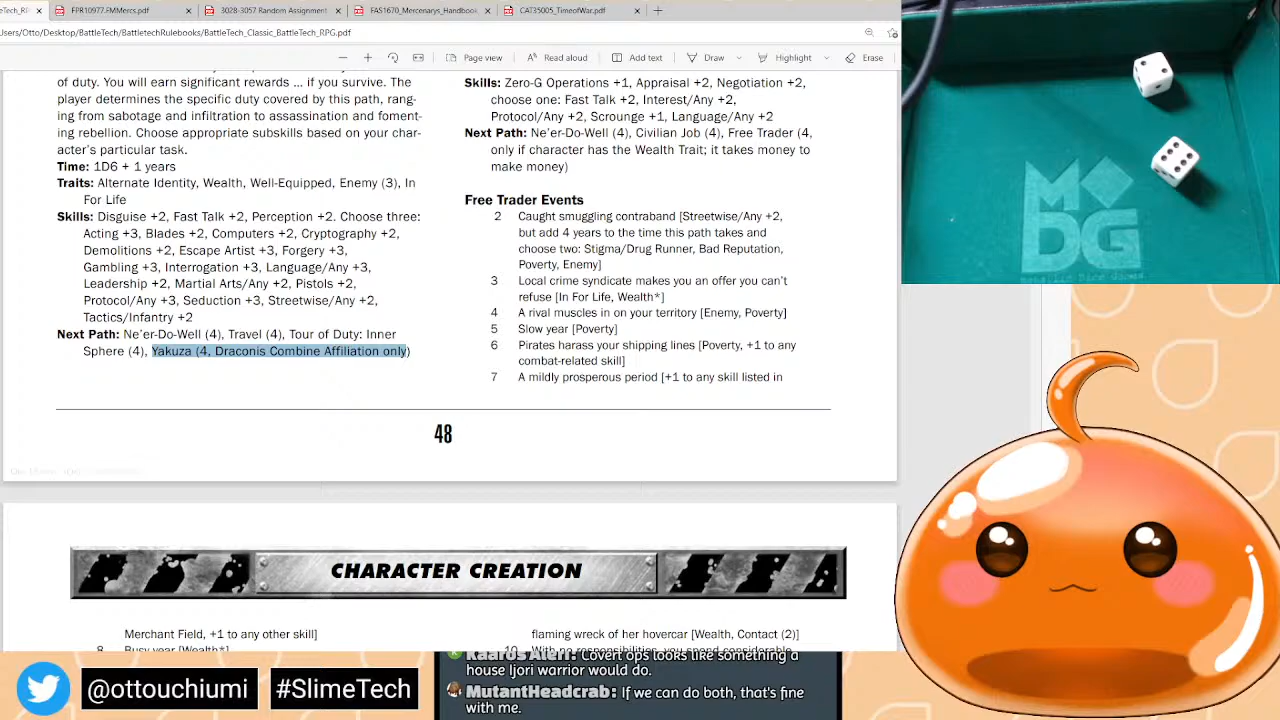 eTech_RP
FPR10977.FMMercs.pdf
3028-3057 Random Assignment
FAS1670_Mercenarys_Handbook
CAT35005_TimeofWar.pdf
sers/Otto/Desktop/BattleTech/BattletechRulebooks/BattleTech_Classic_BattleTech_RPG.pdf
Page view
Read aloud
Add text
Draw
Highlight
Erase
of duty. You will earn significant rewards ... if you survive. The
player determines the specific duty covered by this path, rang-
ing from sabotage and infiltration to assassination and foment-
ing rebellion. Choose appropriate subskills based on your char-
acter's particular task.
Time: 1D6 + 1 years
Traits: Alternate Identity, Wealth, Well-Equipped, Enemy (3), In
For Life
Skills: Disguise +2, Fast Talk +2, Perception +2. Choose three:
Acting +3, Blades +2, Computers +2, Cryptography +2,
Demolitions +2, Escape Artist +3, Forgery +3,
Gambling +3, Interrogation +3, Language/Any +3,
Leadership +2, Martial Arts/Any +2, Pistols +2,
Protocol/Any +3, Seduction +3, Streetwise/Any +2,
Tactics/Infantry +2
Next Path: Ne'er-Do-Well (4), Travel (4), Tour of Duty: Inner
Sphere (4), Yakuza (4, Draconis Combine Affiliation only)
Skills: Zero-G Operations +1, Appraisal +2, Negotiation +2,
choose one: Fast Talk +2, Interest/Any +2,
Protocol/Any +2, Scrounge +1, Language/Any +2
Next Path: Ne'er-Do-Well (4), Civilian Job (4), Free Trader (4,
only if character has the Wealth Trait; it takes money to
make money)
Free Trader Events
2 Caught smuggling contraband [Streetwise/Any +2,
but add 4 years to the time this path takes and
choose two: Stigma/Drug Runner, Bad Reputation,
Poverty, Enemy]
3 Local crime syndicate makes you an offer you can't
refuse [In For Life, Wealth*]
4 A rival muscles in on your territory [Enemy, Poverty]
5 Slow year [Poverty]
6 Pirates harass your shipping lines [Poverty, +1 to any
combat-related skill]
7 A mildly prosperous period [+1 to any skill listed in
48
CHARACTER CREATION
Merchant Field, +1 to any other skill]
8 Busy year [Wealth*]
flaming wreck of her hovercar [Wealth, Contact (2)]
10 With no responsibilities, you spend considerable
MDG
@ottouchiumi
#SlimeTech
Kaaros Alerr: Covert ops looks like something a
house Ijori warrior would do.
MutantHeadcrab: If we can do both, that's fine
with me.